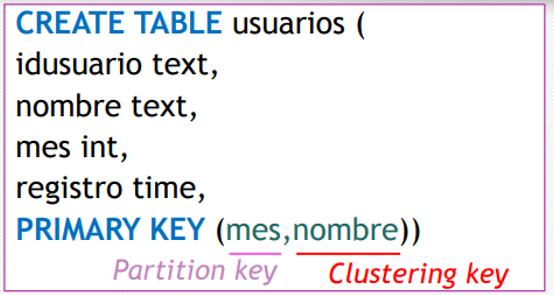 CREATE TABLE usuarios (
idusuario text,
nombre text,
mes int,
registro time,
PRIMARY KEY (mes,nombre))
Partition key Clustering key